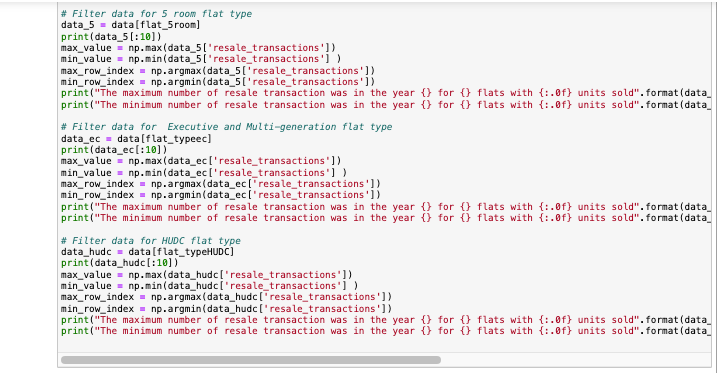 # Filter data for 5 room flat type
data_5 = data[flat_5room]
print(data_5[:10])
max_value = np.max(data_5['resale_transactions'])
min_value = np.min(data_5['resale_transactions'] )
max_row_index = np.argmax(data_5['resale_transactions'])
min_row_index = np.argmin(data_5['resale_transactions'])
print("The maximum number of resale transaction was in the year {} for {} flats with {:.0f} units sold".format(data_
print("The minimum number of resale transaction was in the year {} for {} flats with {:.0f} units sold".format(data_
# Filter data for  Executive and Multi-generation flat type
data_ec = data[flat_typeec]
print(data_ec[:10])
max_value = np.max(data_ec['resale_transactions'])
min_value = np.min(data_ec['resale_transactions'] )
max_row_index = np.argmax(data_ec['resale_transactions'])
min_row_index = np.argmin(data_ec['resale_transactions'])
print("The maximum number of resale transaction was in the year {} for {} flats with {:.0f} units sold".format(data_
print("The minimum number of resale transaction was in the year {} for {} flats with {:.0f} units sold".format(data_
# Filter data for HUDC flat type
data_hudc = data[flat_typeHUDC]
print(data_hudc[:10])
max_value = np.max(data_hudc['resale_transactions'])
min_value = np.min(data_hudc['resale_transactions'] )
max_row_index = np.argmax(data_hudc['resale_transactions'])
min_row_index = np.argmin(data_hudc['resale_transactions'])
print("The maximum number of resale transaction was in the year {} for {} flats with {:.0f} units sold".format(data_
print("The minimum number of resale transaction was in the year {} for {} flats with {:.0f} units sold".format(data_